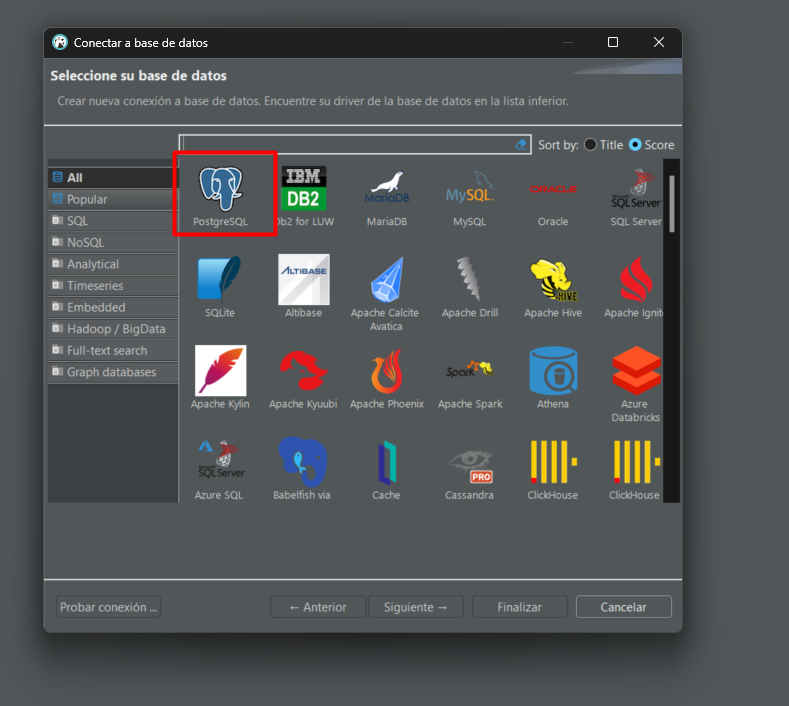 Conectar a base de datos
Seleccione su base de datos
Crear nueva conexión a base de datos. Encuentre su driver de la base de datos en la lista inferior.
Sort by: Title Score
All
Popular
SQL
NoSQL
Analytical
Timeseries
Embedded
Hadoop / BigData
Full-text search
Graph databases
IBM DB2 MariaDB MySQL ORACLE Microsoft SQL Server
PostgreSQL Db2 for LUW MariaDB MySQL Oracle SQL Server
ALTIBASE HIVE
SQLite Altibase Apache Calcite Avatica Apache Drill Apache Hive Apache Ignit
Spark
Apache Kylin Apache Kyuubi Apache Phoenix Apache Spark Athena Azure Databricks
SQL Server PRO
Azure SQL Babelfish via Cache Cassandra ClickHouse ClickHouse
Probar conexión ... ← Anterior Siguiente → Finalizar Cancelar